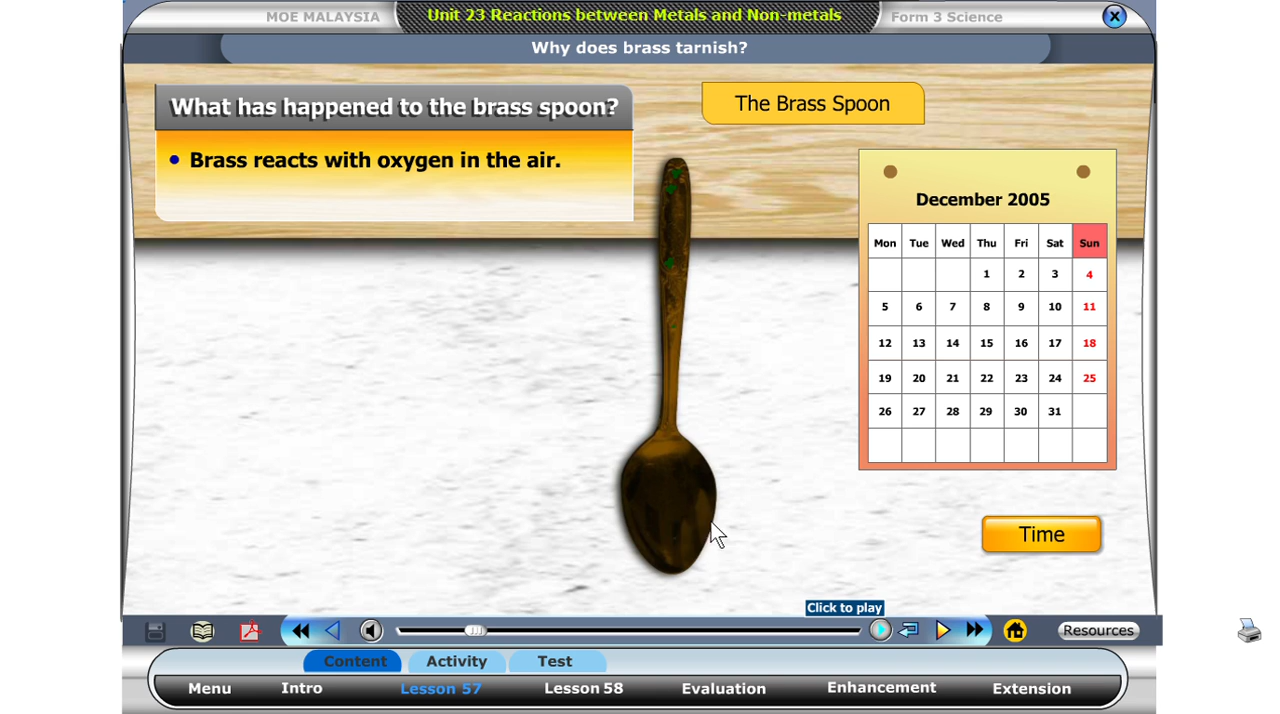 MOE MALAYSIA
Unit 23 Reactions between Metals and Non-metals
Form 3 Science
Why does brass tarnish?
What has happened to the brass spoon?
• Brass reacts with oxygen in the air.
The Brass Spoon
December 2005
Mon Tue Wed Thu Fri Sat Sun
1 2 3 4
5 6 7 8 9 10 11
12 13 14 15 16 17 18
19 20 21 22 23 24 25
26 27 28 29 30 31
Time
Click to play
Resources
Content Activity Test
Menu Intro Lesson 57 Lesson 58 Evaluation Enhancement Extension